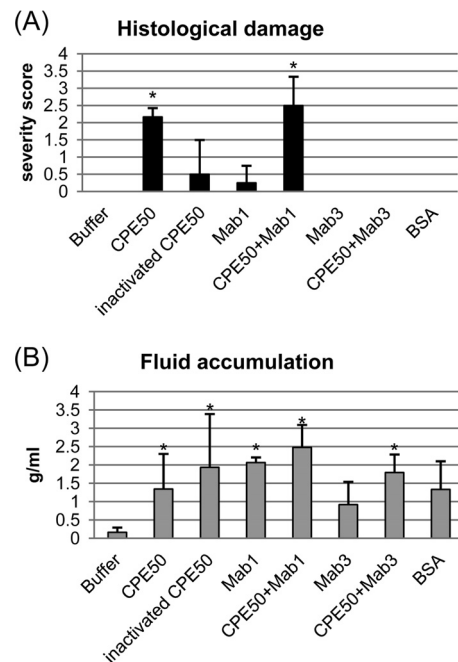 (A)
Histological damage
severity score
4
3.5
3
2.5
2
1.5
1
0.5
0
*
*
Buffer
CPE50
inactivated CPE50
Mab1
CPE50+Mab1
Mab3
CPE50+Mab3
BSA
(B)
Fluid accumulation
g/ml
4
3.5
3
2.5
2
1.5
1
0.5
0
*
*
*
*
*
Buffer
CPE50
inactivated CPE50
Mab1
CPE50+Mab1
Mab3
CPE50+Mab3
BSA